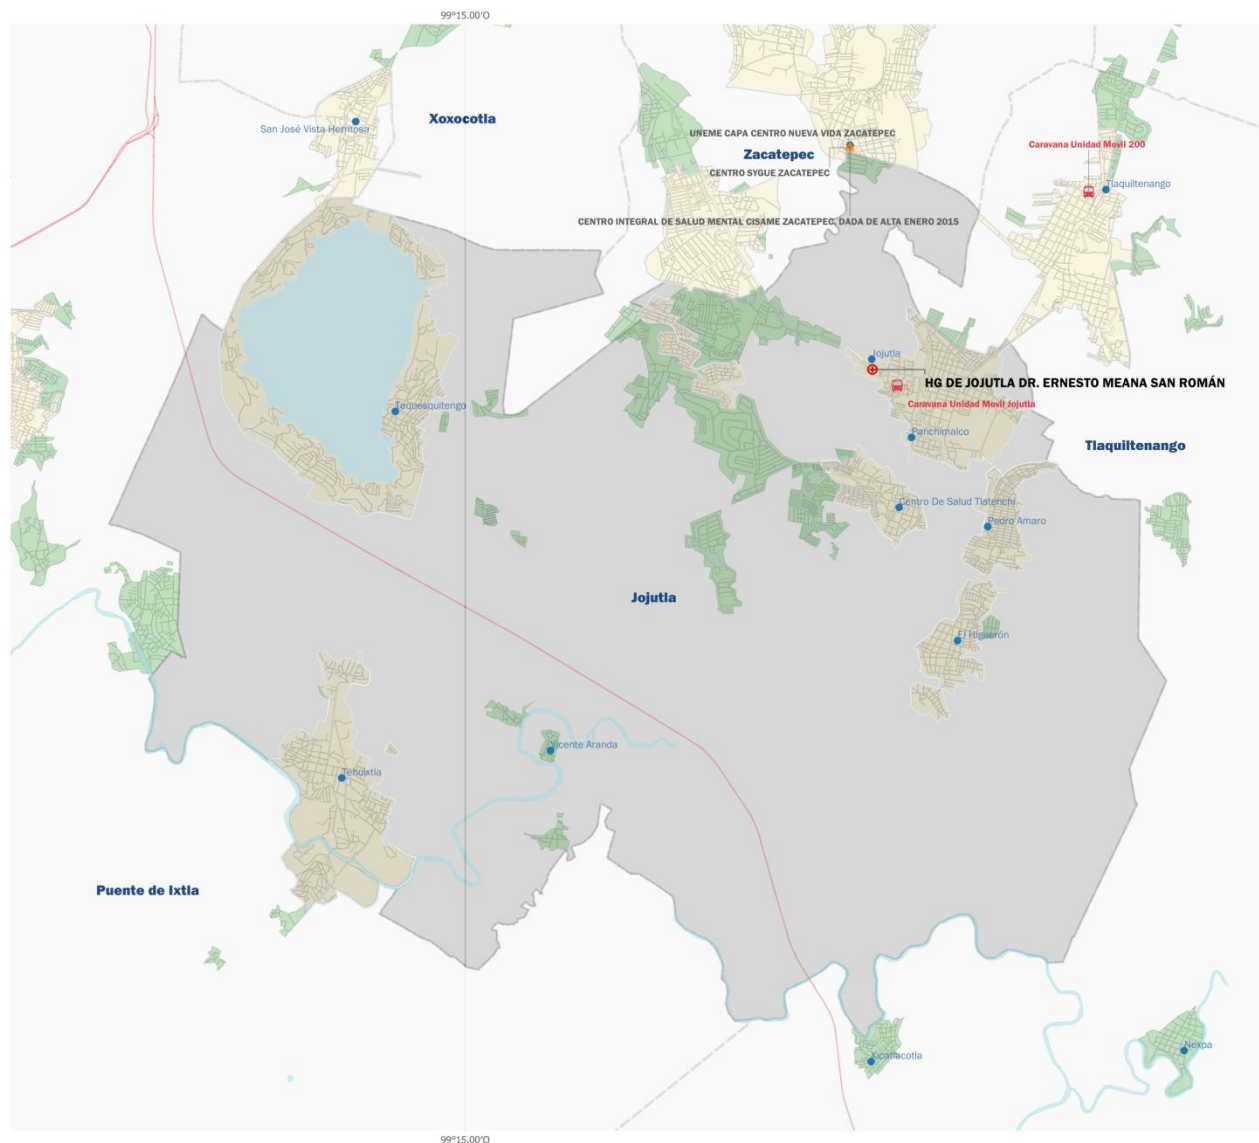 99°15.00'O
Xoxocotla
San José Vista Hermosa
UNEME CAPA CENTRO NUEVA VIDA ZACATEPEC
Zacatepec
Caravana Unidad Movil 200
CENTRO SYGUE ZACATEPEC
Tlaquiltenango
CENTRO INTEGRAL DE SALUD MENTAL CISAME ZACATEPEC, DADA DE ALTA ENERO 2015
Jojutla
HG DE JOJUTLA DR. ERNESTO MEANA SAN ROMÁN
Caravana Unidad Movil Jojutla
Tequesquitengo
Panchimalco
Tlaquiltenango
Centro De Salud Tlatenchi
Pedro Amaro
Jojutla
El Higuerón
Vicente Aranda
Tehuixtla
Puente de Ixtla
Nexpa
Xicatlacotla
99°15.00'O